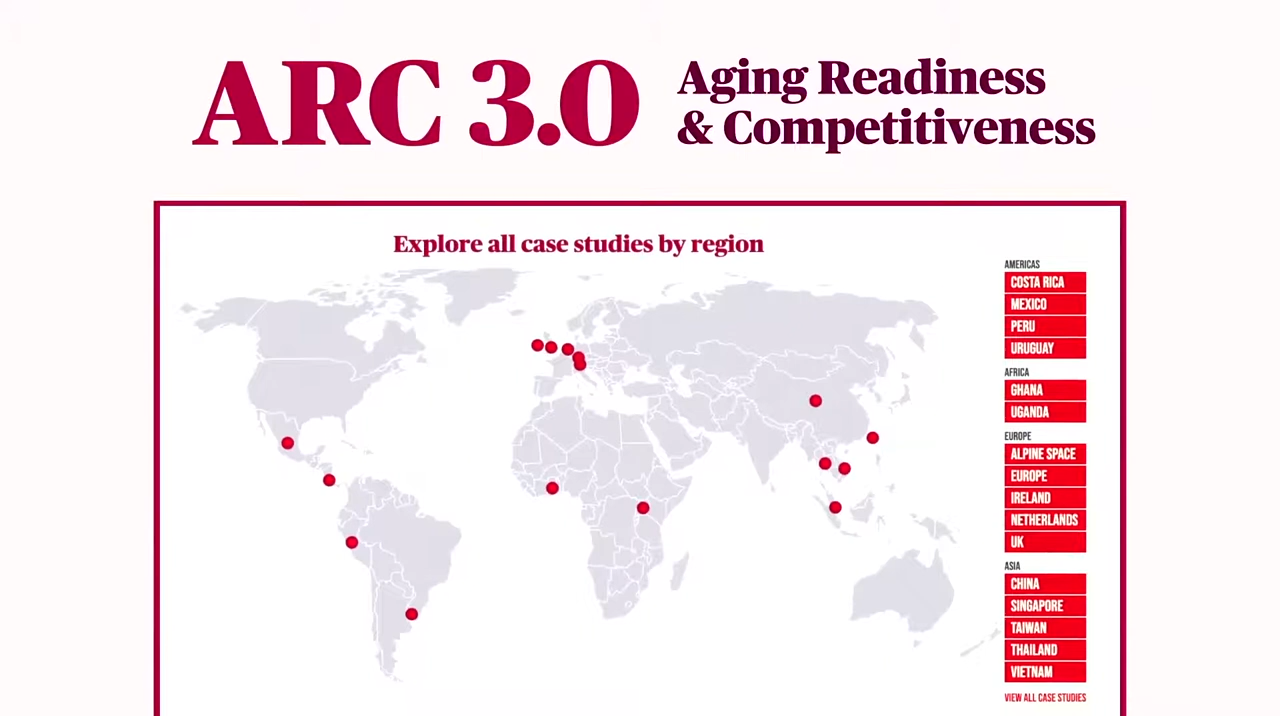 ARC 3.0
Aging Readiness
& Competitiveness
Explore all case studies by region
AMERICAS
COSTA RICA
MEXICO
PERU
URUGUAY
AFRICA
GHANA
UGANDA
EUROPE
ALPINE SPACE
EUROPE
IRELAND
NETHERLANDS
UK
ASIA
CHINA
SINGAPORE
TAIWAN
THAILAND
VIETNAM
VIEW ALL CASE STUDIES